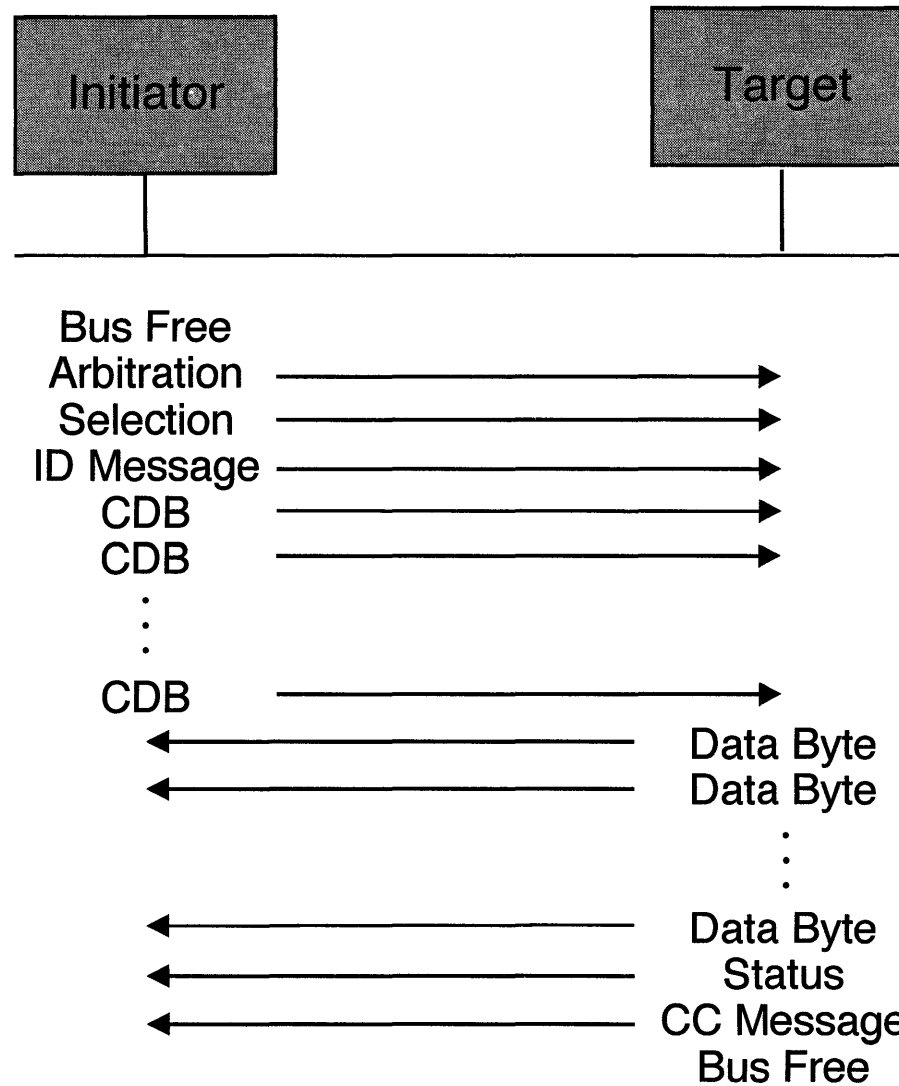 Initiator
Target
Bus Free
Arbitration
Selection
ID Message
CDB
CDB
CDB
Data Byte
Data Byte
Data Byte
Status
CC Message
Bus Free